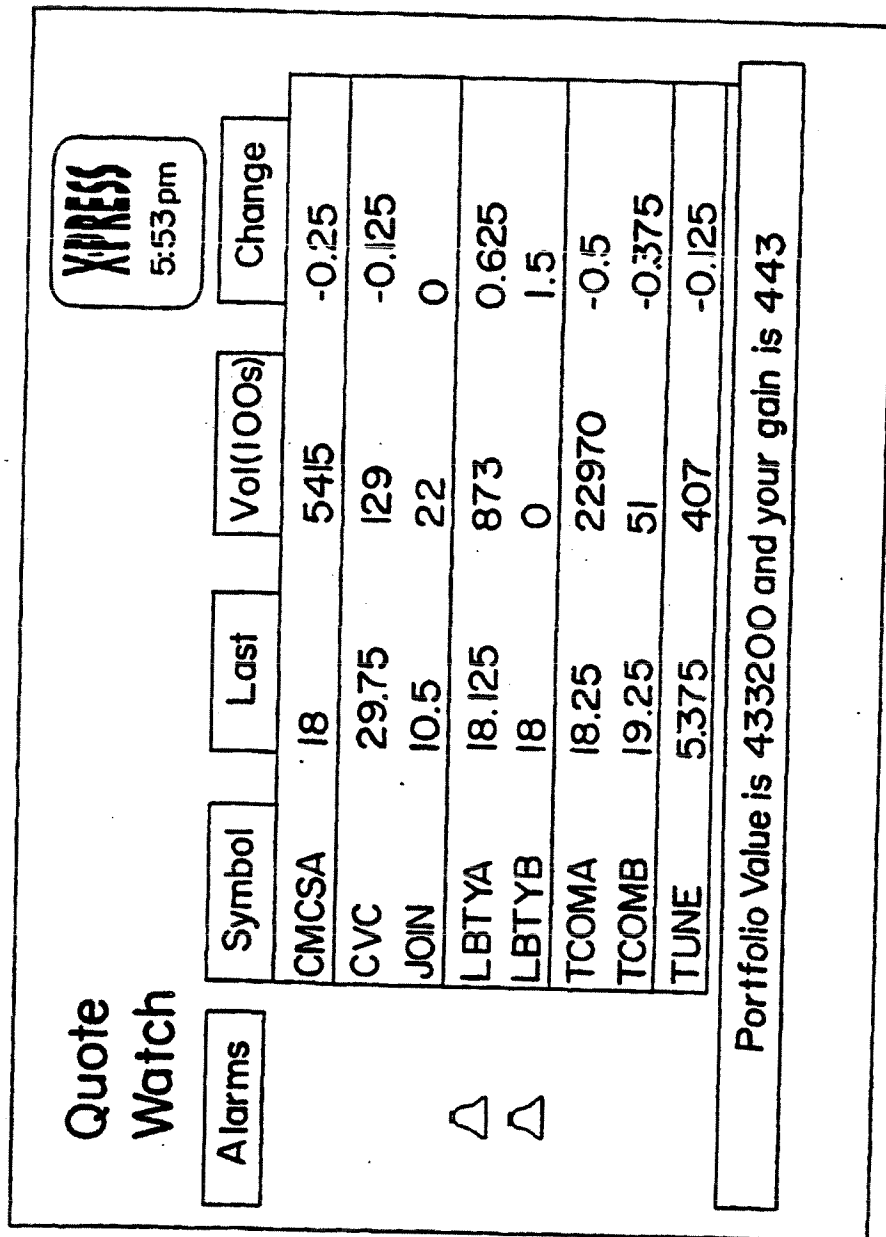 Quote
Watch
X·PRESS
5:53pm
Alarms Symbol Last Vol(100s) Change
CMCSA 18 5415 -0.25
CVC 29.75 129 -0.125
JOIN 10.5 22 0
LBTYA 18.125 873 0.625
LBTYB 18 0 1.5
TCOMA 18.25 22970 -0.5
TCOMB 19.25 51 -0.375
TUNE 5.375 407 -0.125
Portfolio Value is 433200 and your gain is 443